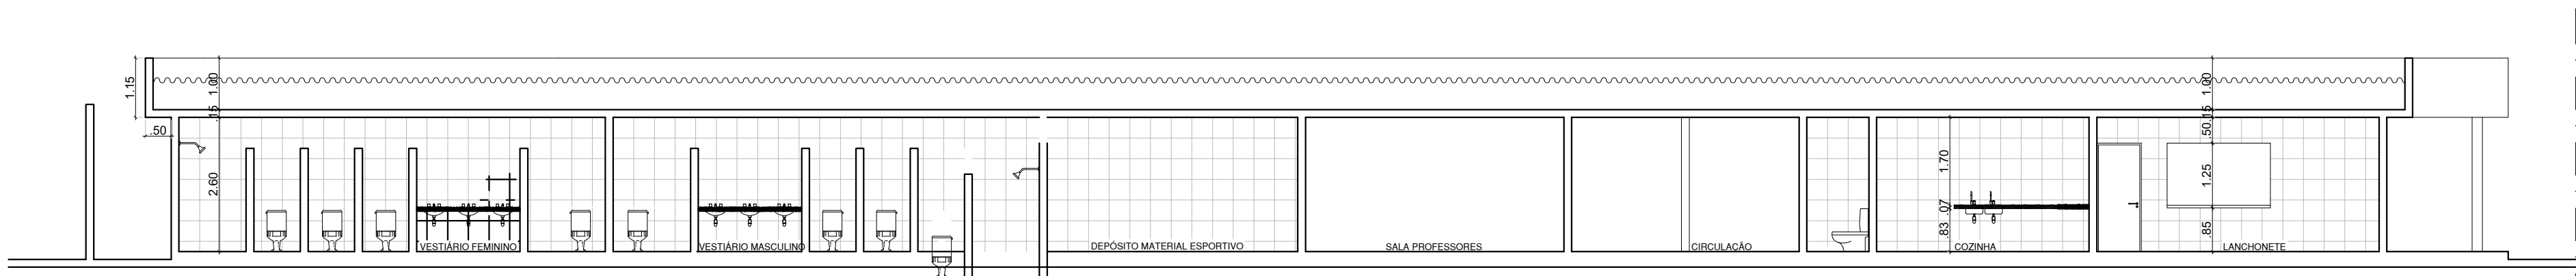 1.15
1.00
.15
.50
2.60
VESTIÁRIO FEMININO
VESTIÁRIO MASCULINO
DEPÓSITO MATERIAL ESPORTIVO
SALA PROFESSORES
CIRCULAÇÃO
1.70
.07
.83
COZINHA
1.00
.15
.50
1.25
.85
LANCHONETE